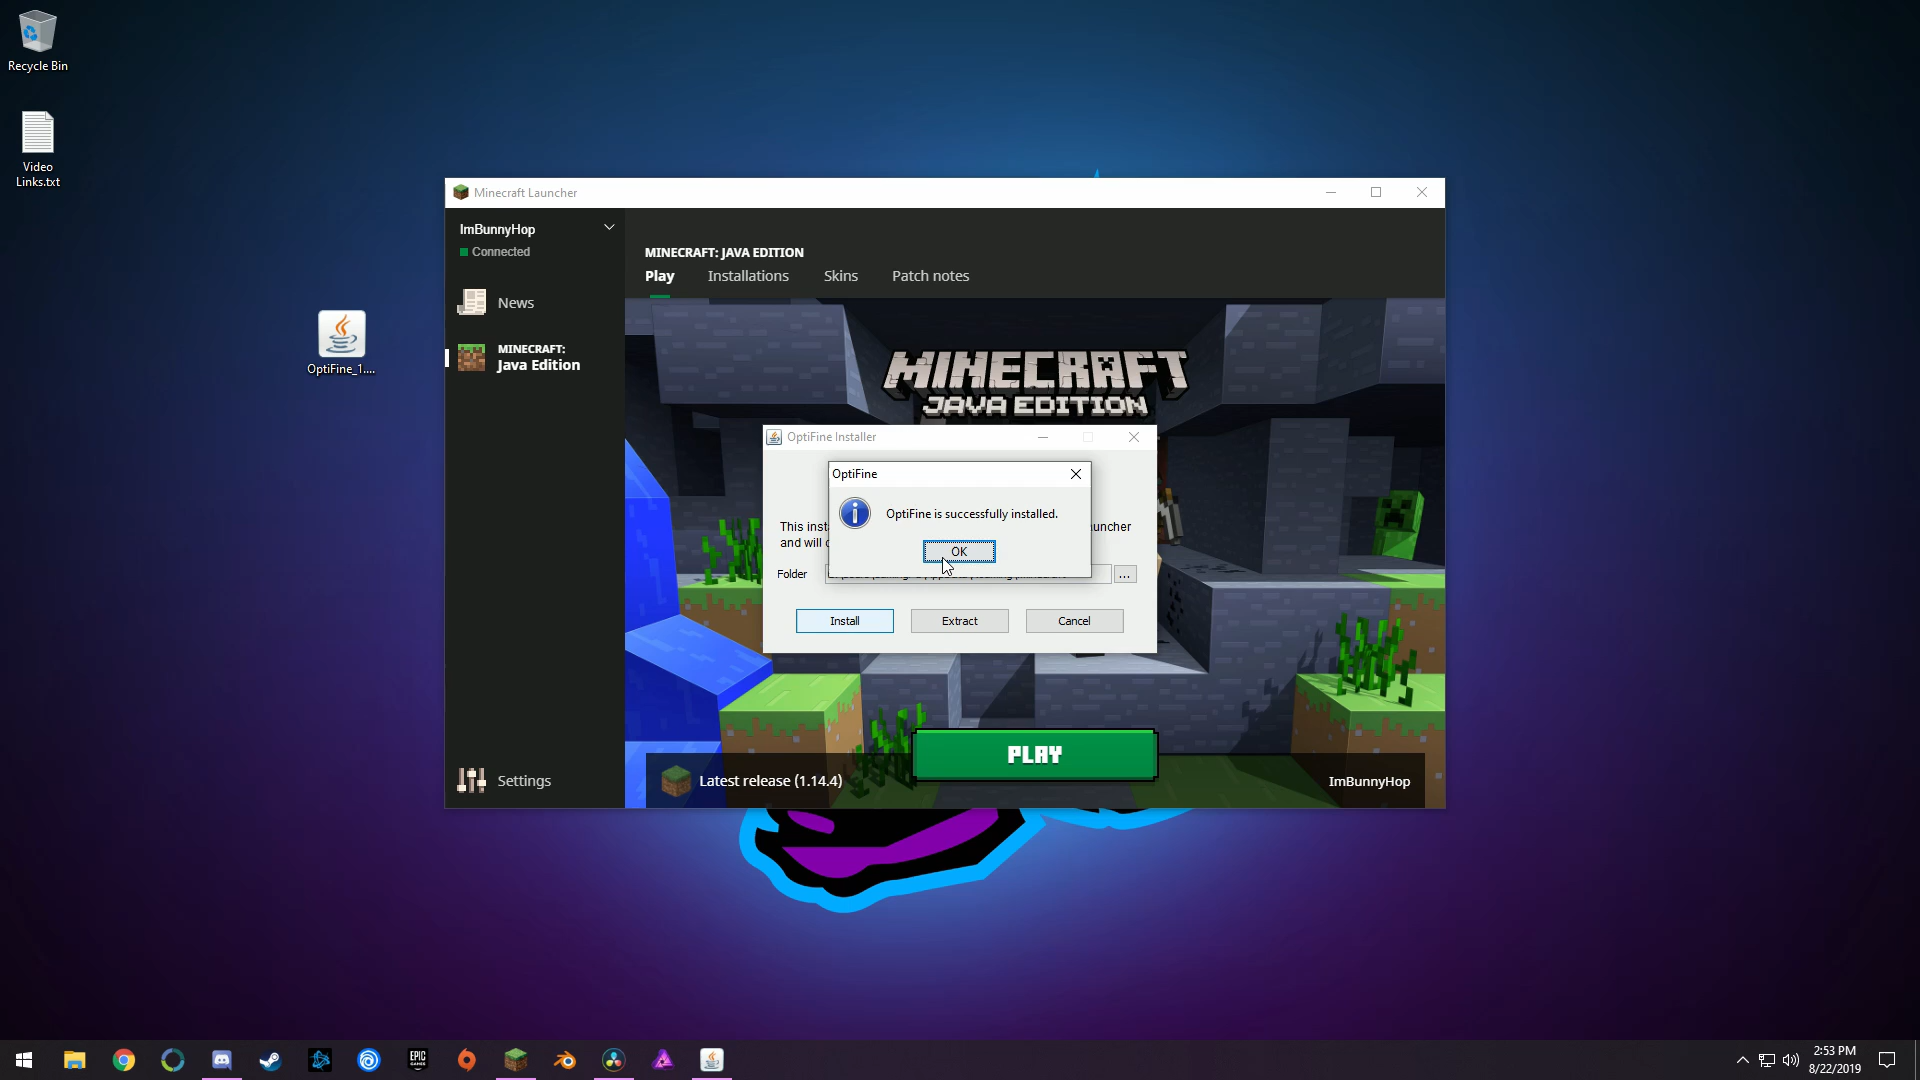 Recycle Bin
Video
Links.txt
OptiFine_1....
Minecraft Launcher
ImBunnyHop
Connected
News
MINECRAFT:
Java Edition
Settings
MINECRAFT: JAVA EDITION
Play
Installations
Skins
Patch notes
MINECRAFT
JAVA EDITION
OptiFine Installer
OptiFine
OptiFine is successfully installed.
OK
This
uncher
and will
Folder
...
Install
Extract
Cancel
PLAY
Latest release (1.14.4)
ImBunnyHop
EPIC
GAMES
2:53 PM
8/22/2019